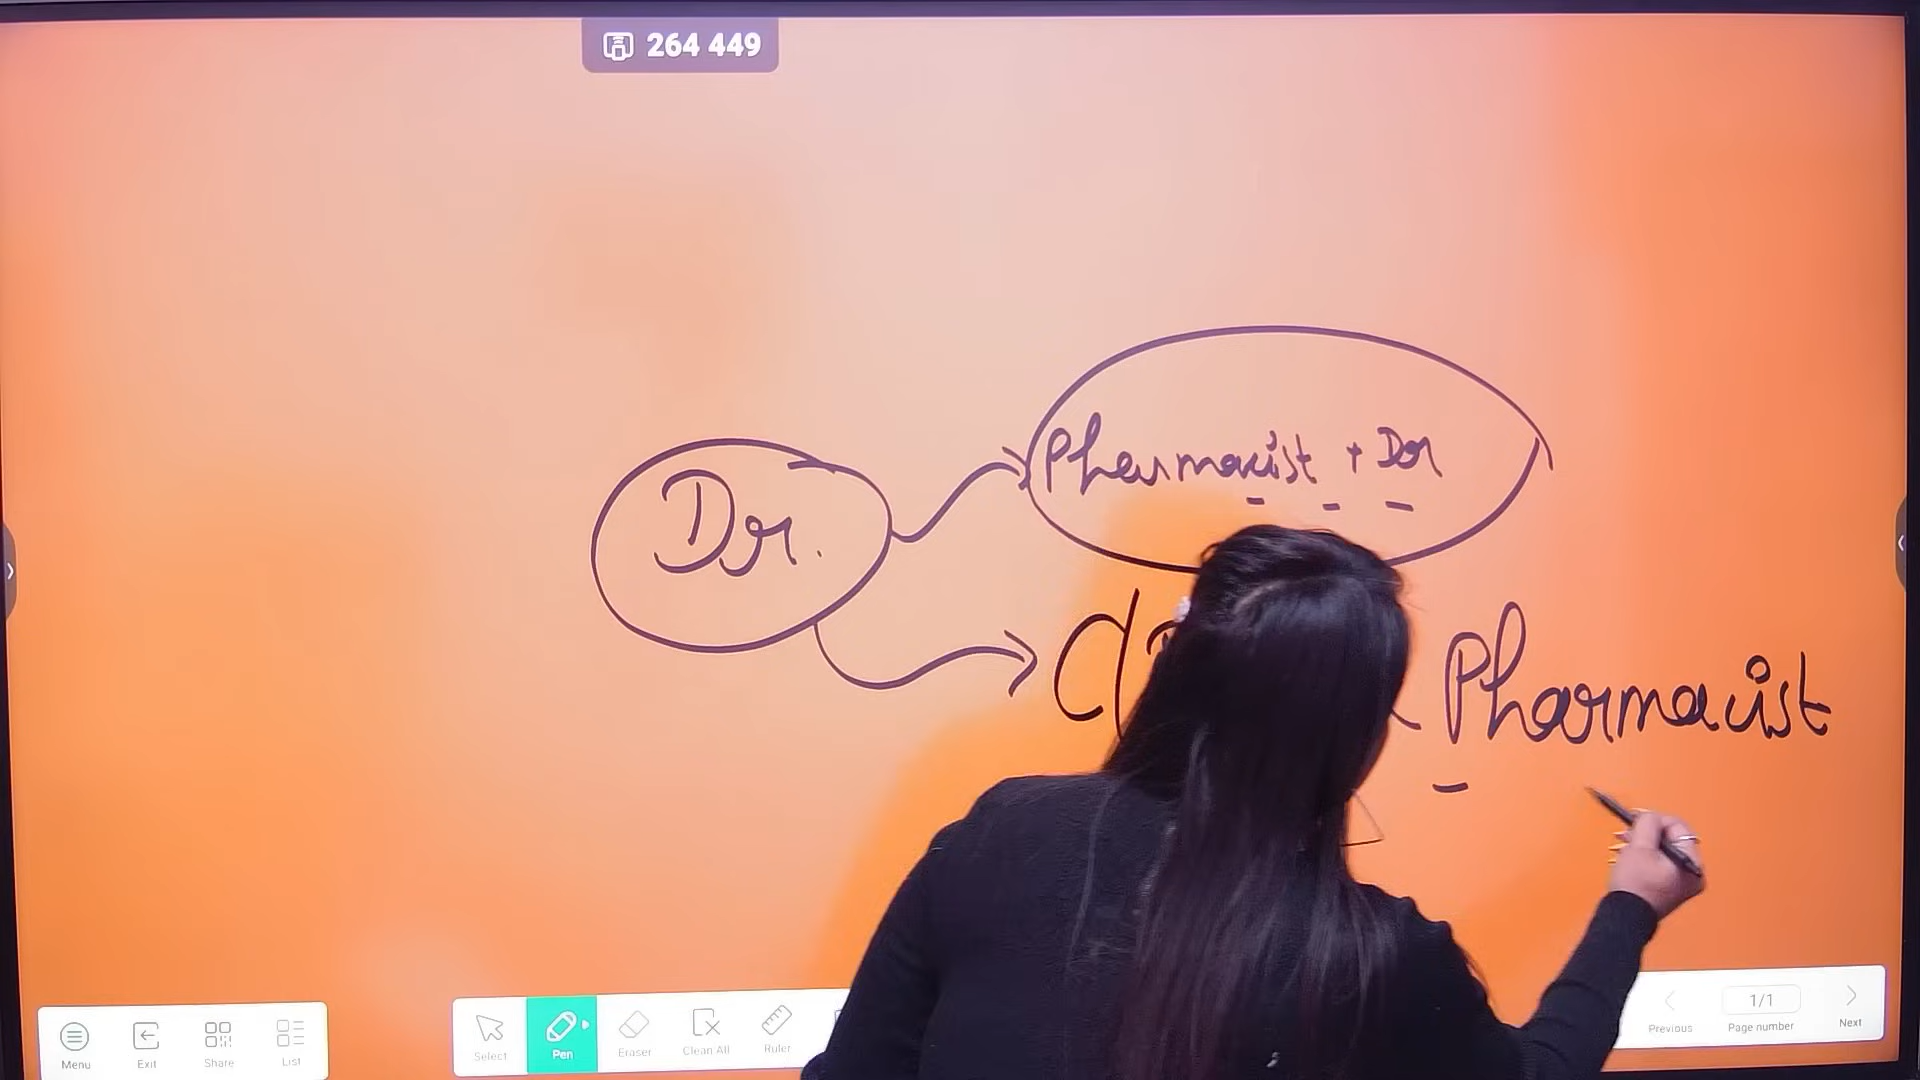 264 449
Pharmacist + Dr
Dr.
Pharmacist
Menu
Exit
Share
List
Select
Pen
Eraser
Clean All
Ruler
Previous
1/1
Page number
Next